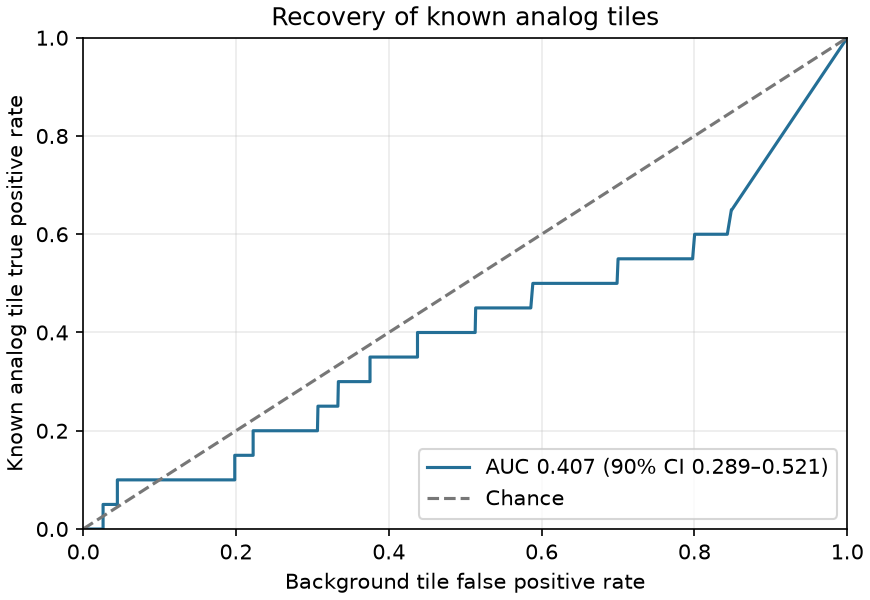 Recovery of known analog tiles
Known analog tile true positive rate
1.0
0.8
0.6
0.4
0.2
0.0
0.0 0.2 0.4 0.6 0.8 1.0
Background tile false positive rate
AUC 0.407 (90% CI 0.289–0.521)
Chance